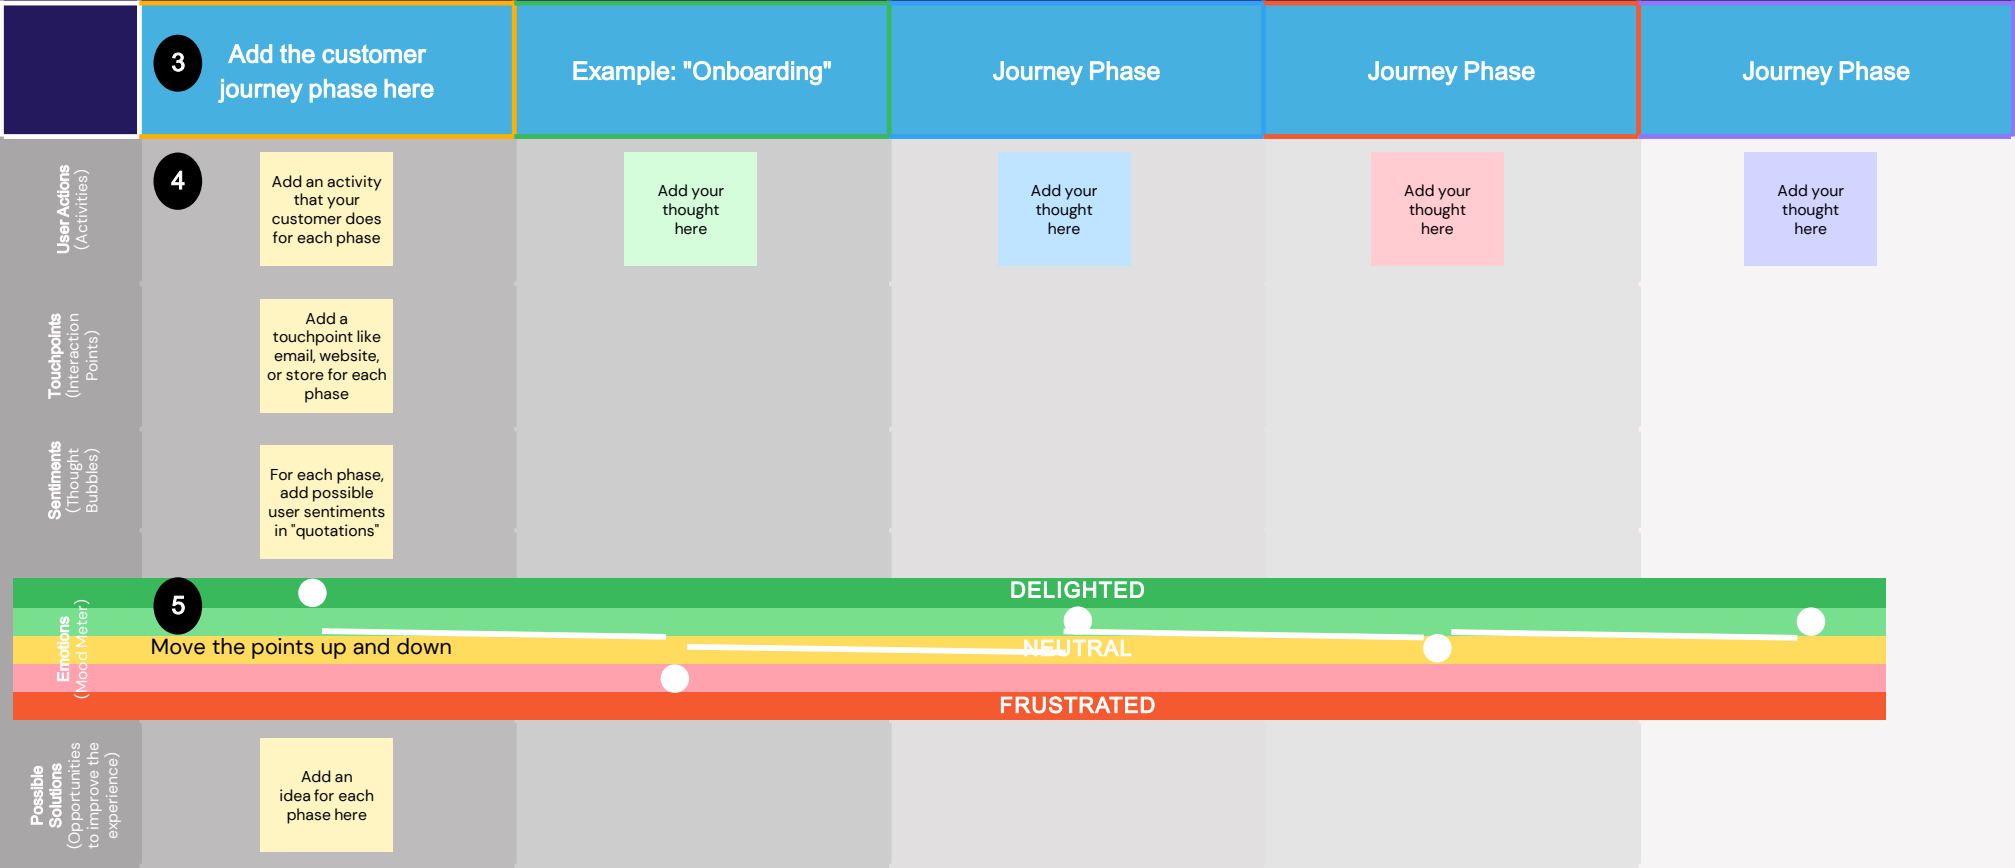 3
Add the customer
journey phase here
Example: "Onboarding"
Journey Phase
Journey Phase
Journey Phase
User Actions
(Activities)
4
Add an activity
that your
customer does
for each phase
Add your
thought
here
Add your
thought
here
Add your
thought
here
Add your
thought
here
Touchpoints
(Interaction
Points)
Add a
touchpoint like
email, website,
or store for each
phase
Sentiments
(Thought
Bubbles)
For each phase,
add possible
user sentiments
in "quotations"
Emotions
(Mood Meter)
5
Move the points up and down
DELIGHTED
NEUTRAL
FRUSTRATED
Possible
Solutions
(Opportunities
to improve the
experience)
Add an
idea for each
phase here